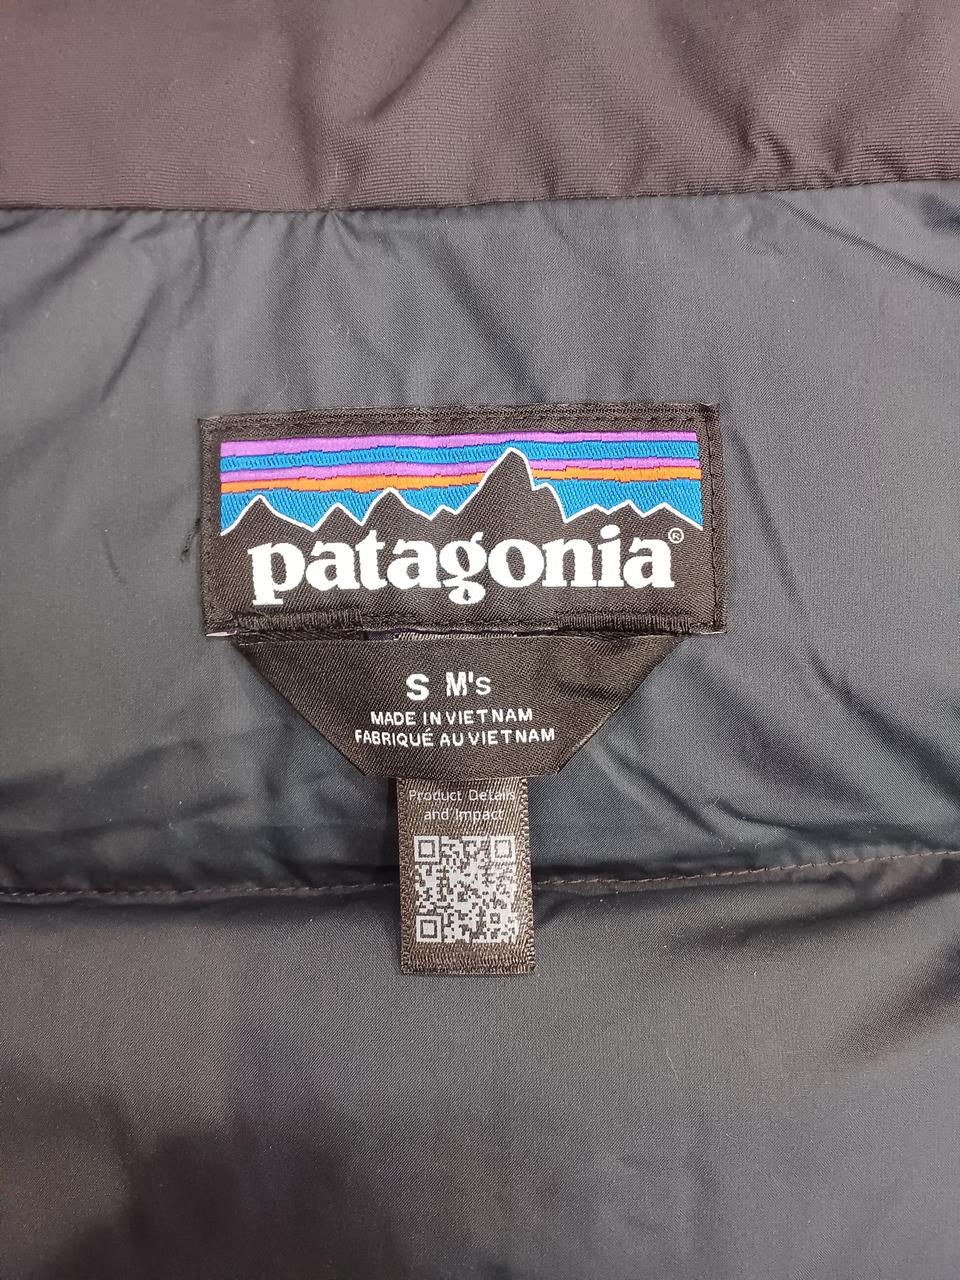 patagonia®
S M's
MADE IN VIETNAM
FABRIQUÉ AU VIETNAM
Product Details
and Impact